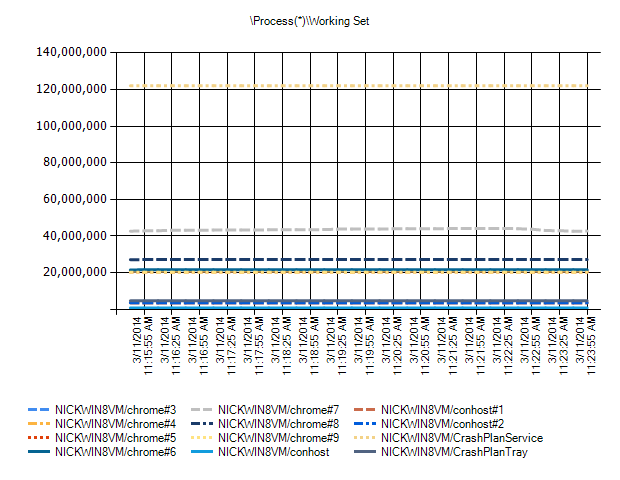 \Process(*)\Working Set
140,000,000
120,000,000
100,000,000
80,000,000
60,000,000
40,000,000
20,000,000
3/11/2014
11:15:55 AM
3/11/2014
11:16:25 AM
3/11/2014
11:16:55 AM
3/11/2014
11:17:25 AM
3/11/2014
11:17:55 AM
3/11/2014
11:18:25 AM
3/11/2014
11:18:55 AM
3/11/2014
11:19:25 AM
3/11/2014
11:19:55 AM
3/11/2014
11:20:25 AM
3/11/2014
11:20:55 AM
3/11/2014
11:21:25 AM
3/11/2014
11:21:55 AM
3/11/2014
11:22:25 AM
3/11/2014
11:22:55 AM
3/11/2014
11:23:25 AM
3/11/2014
11:23:55 AM
NICKWIN8VM/chrome#3
NICKWIN8VM/chrome#4
NICKWIN8VM/chrome#5
NICKWIN8VM/chrome#6
NICKWIN8VM/chrome#7
NICKWIN8VM/chrome#8
NICKWIN8VM/chrome#9
NICKWIN8VM/conhost
NICKWIN8VM/conhost#1
NICKWIN8VM/conhost#2
NICKWIN8VM/CrashPlanService
NICKWIN8VM/CrashPlanTray